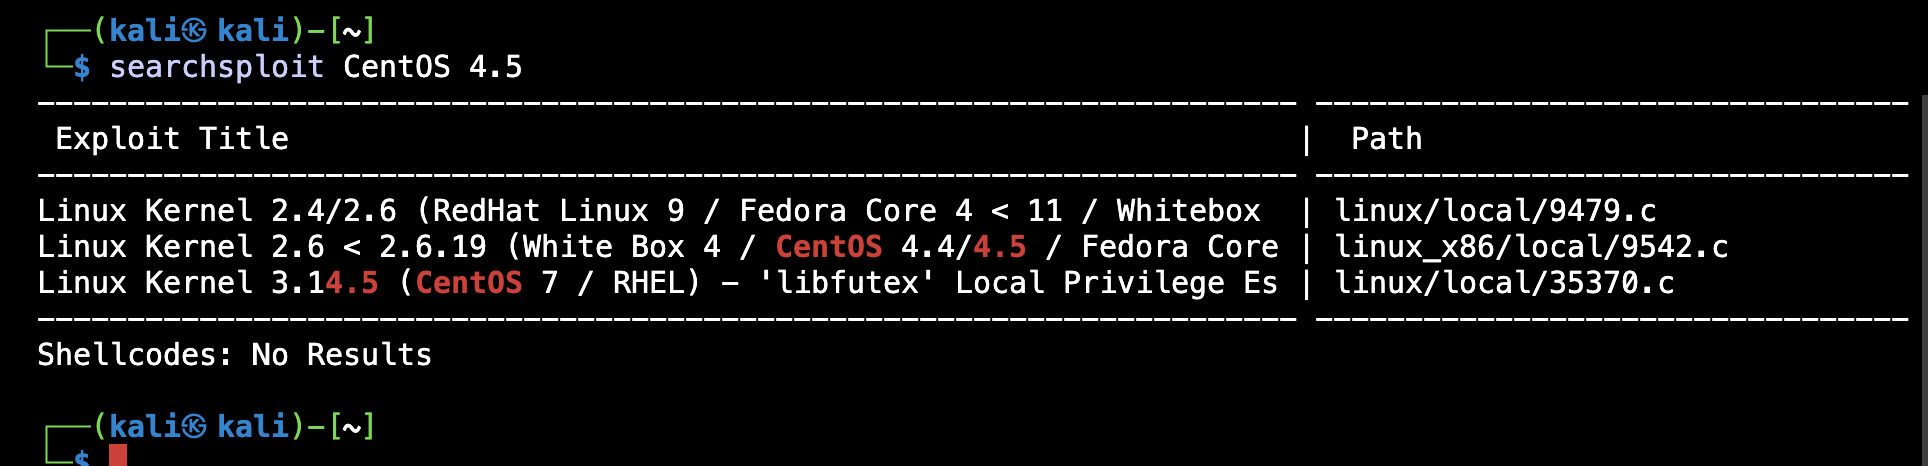 ┌──(kali㉿kali)-[~]
└─$ searchsploit CentOS 4.5
---------------------------------------------------------------------- ---------------------------------
 Exploit Title                                                        |  Path
---------------------------------------------------------------------- ---------------------------------
Linux Kernel 2.4/2.6 (RedHat Linux 9 / Fedora Core 4 < 11 / Whitebox  | linux/local/9479.c
Linux Kernel 2.6 < 2.6.19 (White Box 4 / CentOS 4.4/4.5 / Fedora Core | linux_x86/local/9542.c
Linux Kernel 3.14.5 (CentOS 7 / RHEL) - 'libfutex' Local Privilege Es | linux/local/35370.c
---------------------------------------------------------------------- ---------------------------------
Shellcodes: No Results
┌──(kali㉿kali)-[~]
└─$